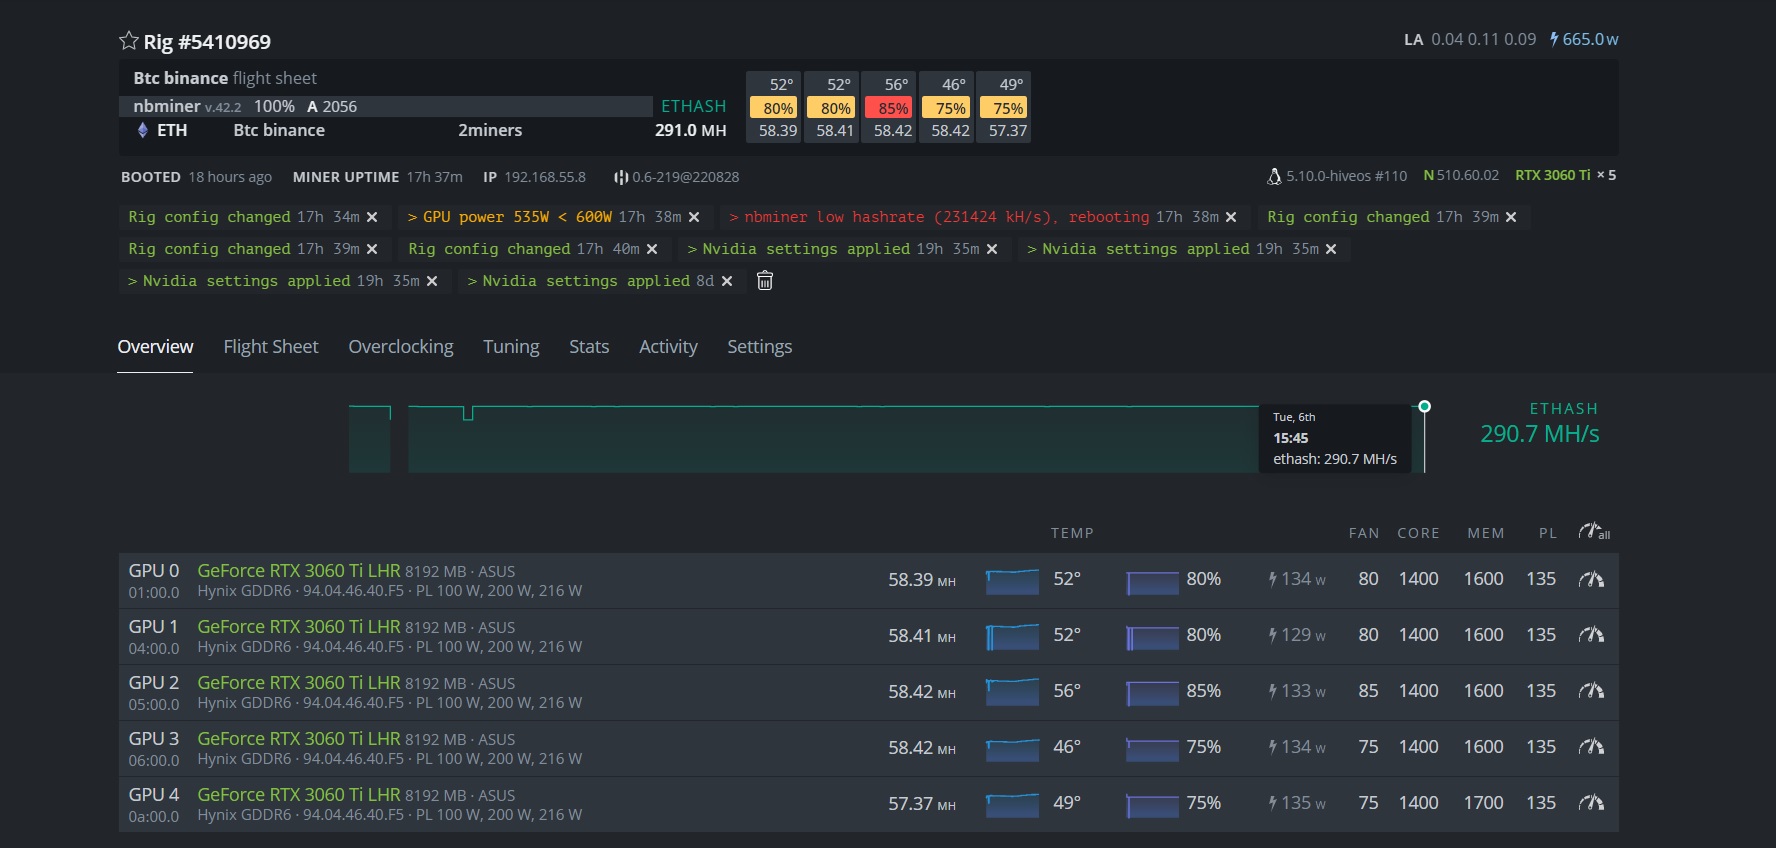 Rig #5410969
LA 0.04 0.11 0.09 665.0 w
Btc binance flight sheet
nbminer v.42.2 100% A 2056 ETHASH
ETH Btc binance 2miners 291.0 MH
52° 52° 56° 46° 49°
80% 80% 85% 75% 75%
58.39 58.41 58.42 58.42 57.37
BOOTED 18 hours ago MINER UPTIME 17h 37m IP 192.168.55.8 0.6-219@220828
5.10.0-hiveos #110 N 510.60.02 RTX 3060 Ti × 5
Rig config changed 17h 34m × > GPU power 535W < 600W 17h 38m × > nbminer low hashrate (231424 kH/s), rebooting 17h 38m × Rig config changed 17h 39m ×
Rig config changed 17h 39m × Rig config changed 17h 40m × > Nvidia settings applied 19h 35m × > Nvidia settings applied 19h 35m ×
> Nvidia settings applied 19h 35m × > Nvidia settings applied 8d ×
Overview Flight Sheet Overclocking Tuning Stats Activity Settings
Tue, 6th
15:45
ethash: 290.7 MH/s
ETHASH
290.7 MH/s
TEMP FAN CORE MEM PL all
GPU 0 GeForce RTX 3060 Ti LHR 8192 MB · ASUS 58.39 MH 52° 80% 134 w 80 1400 1600 135
01:00.0 Hynix GDDR6 · 94.04.46.40.F5 · PL 100 W, 200 W, 216 W
GPU 1 GeForce RTX 3060 Ti LHR 8192 MB · ASUS 58.41 MH 52° 80% 129 w 80 1400 1600 135
04:00.0 Hynix GDDR6 · 94.04.46.40.F5 · PL 100 W, 200 W, 216 W
GPU 2 GeForce RTX 3060 Ti LHR 8192 MB · ASUS 58.42 MH 56° 85% 133 w 85 1400 1600 135
05:00.0 Hynix GDDR6 · 94.04.46.40.F5 · PL 100 W, 200 W, 216 W
GPU 3 GeForce RTX 3060 Ti LHR 8192 MB · ASUS 58.42 MH 46° 75% 134 w 75 1400 1600 135
06:00.0 Hynix GDDR6 · 94.04.46.40.F5 · PL 100 W, 200 W, 216 W
GPU 4 GeForce RTX 3060 Ti LHR 8192 MB · ASUS 57.37 MH 49° 75% 135 w 75 1400 1700 135
0a:00.0 Hynix GDDR6 · 94.04.46.40.F5 · PL 100 W, 200 W, 216 W